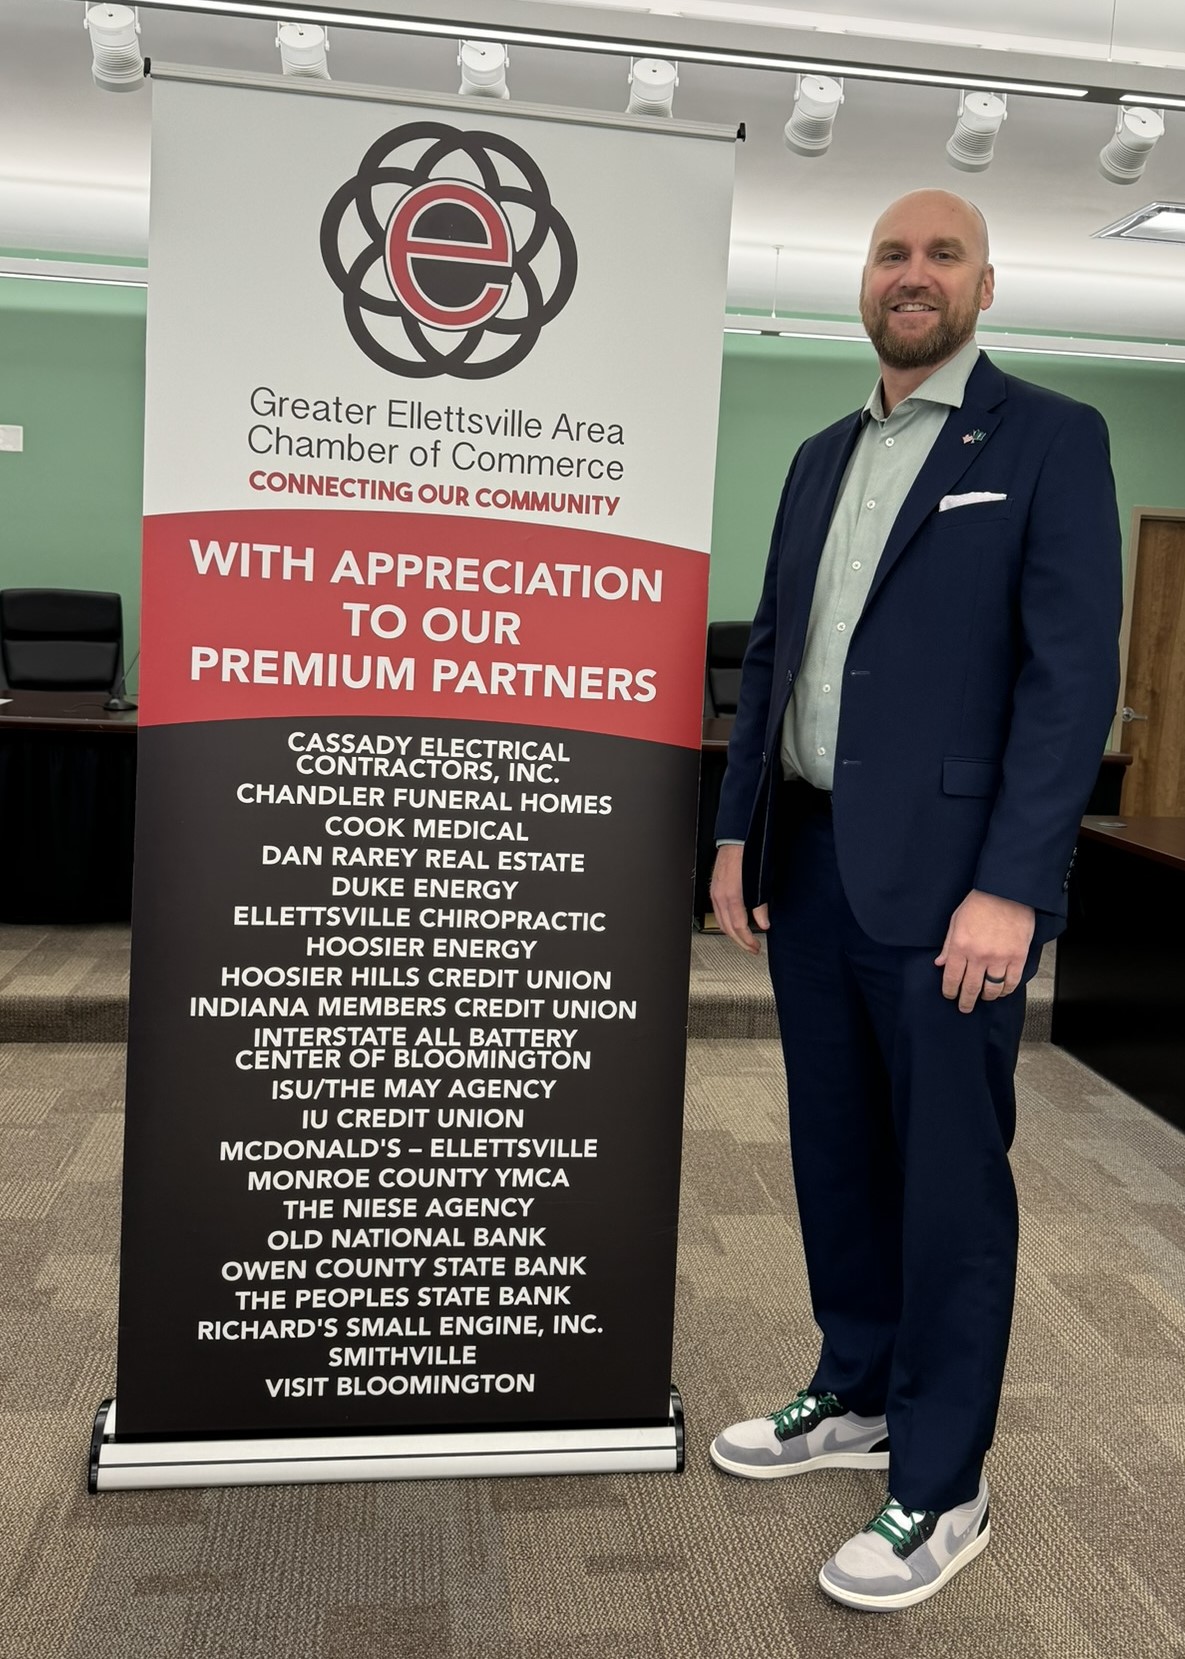 e
Greater Ellettsville Area
Chamber of Commerce
CONNECTING OUR COMMUNITY
WITH APPRECIATION
TO OUR
PREMIUM PARTNERS
CASSADY ELECTRICAL
CONTRACTORS, INC.
CHANDLER FUNERAL HOMES
COOK MEDICAL
DAN RAREY REAL ESTATE
DUKE ENERGY
ELLETTSVILLE CHIROPRACTIC
HOOSIER ENERGY
HOOSIER HILLS CREDIT UNION
INDIANA MEMBERS CREDIT UNION
INTERSTATE ALL BATTERY
CENTER OF BLOOMINGTON
ISU/THE MAY AGENCY
IU CREDIT UNION
MCDONALD'S – ELLETTSVILLE
MONROE COUNTY YMCA
THE NIESE AGENCY
OLD NATIONAL BANK
OWEN COUNTY STATE BANK
THE PEOPLES STATE BANK
RICHARD'S SMALL ENGINE, INC.
SMITHVILLE
VISIT BLOOMINGTON